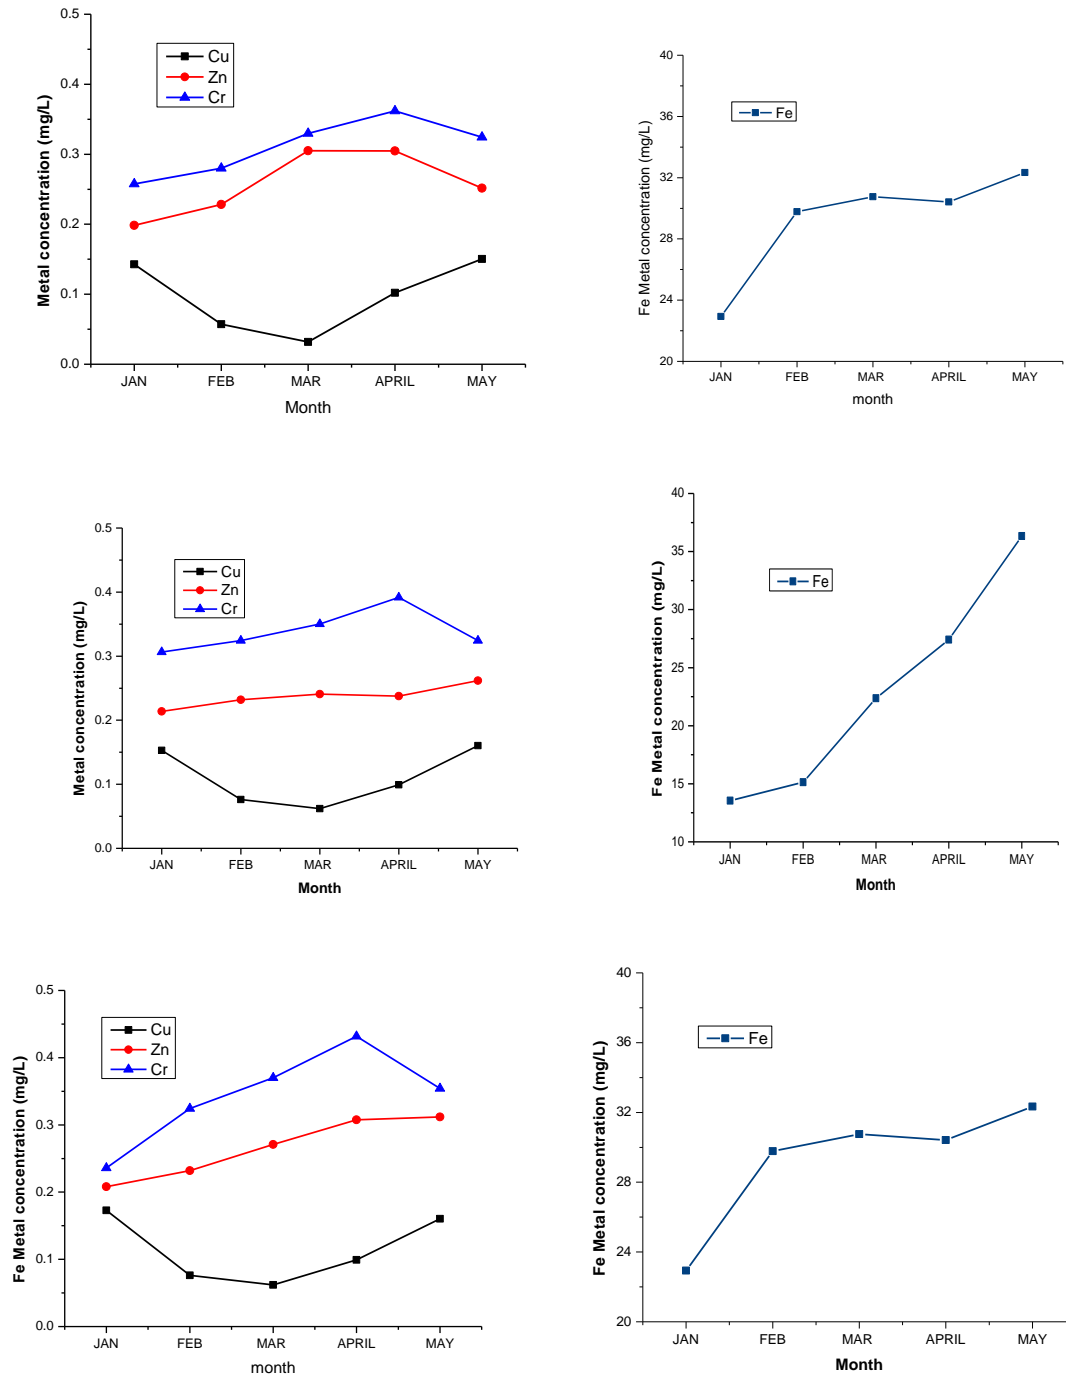 0.5
0.4
0.3
0.2
0.1
0.0
Metal concentration (mg/L)
Cu
Zn
Cr
JAN FEB MAR APRIL MAY
Month
40
36
32
28
24
20
Fe Metal concentration (mg/L)
Fe
JAN FEB MAR APRIL MAY
month
0.5
0.4
0.3
0.2
0.1
0.0
Metal concentration (mg/L)
Cu
Zn
Cr
JAN FEB MAR APRIL MAY
Month
40
35
30
25
20
15
10
Fe Metal concentration (mg/L)
Fe
JAN FEB MAR APRIL MAY
Month
0.5
0.4
0.3
0.2
0.1
0.0
Fe Metal concentration (mg/L)
Cu
Zn
Cr
JAN FEB MAR APRIL MAY
month
40
36
32
28
24
20
Fe Metal concentration (mg/L)
Fe
JAN FEB MAR APRIL MAY
Month